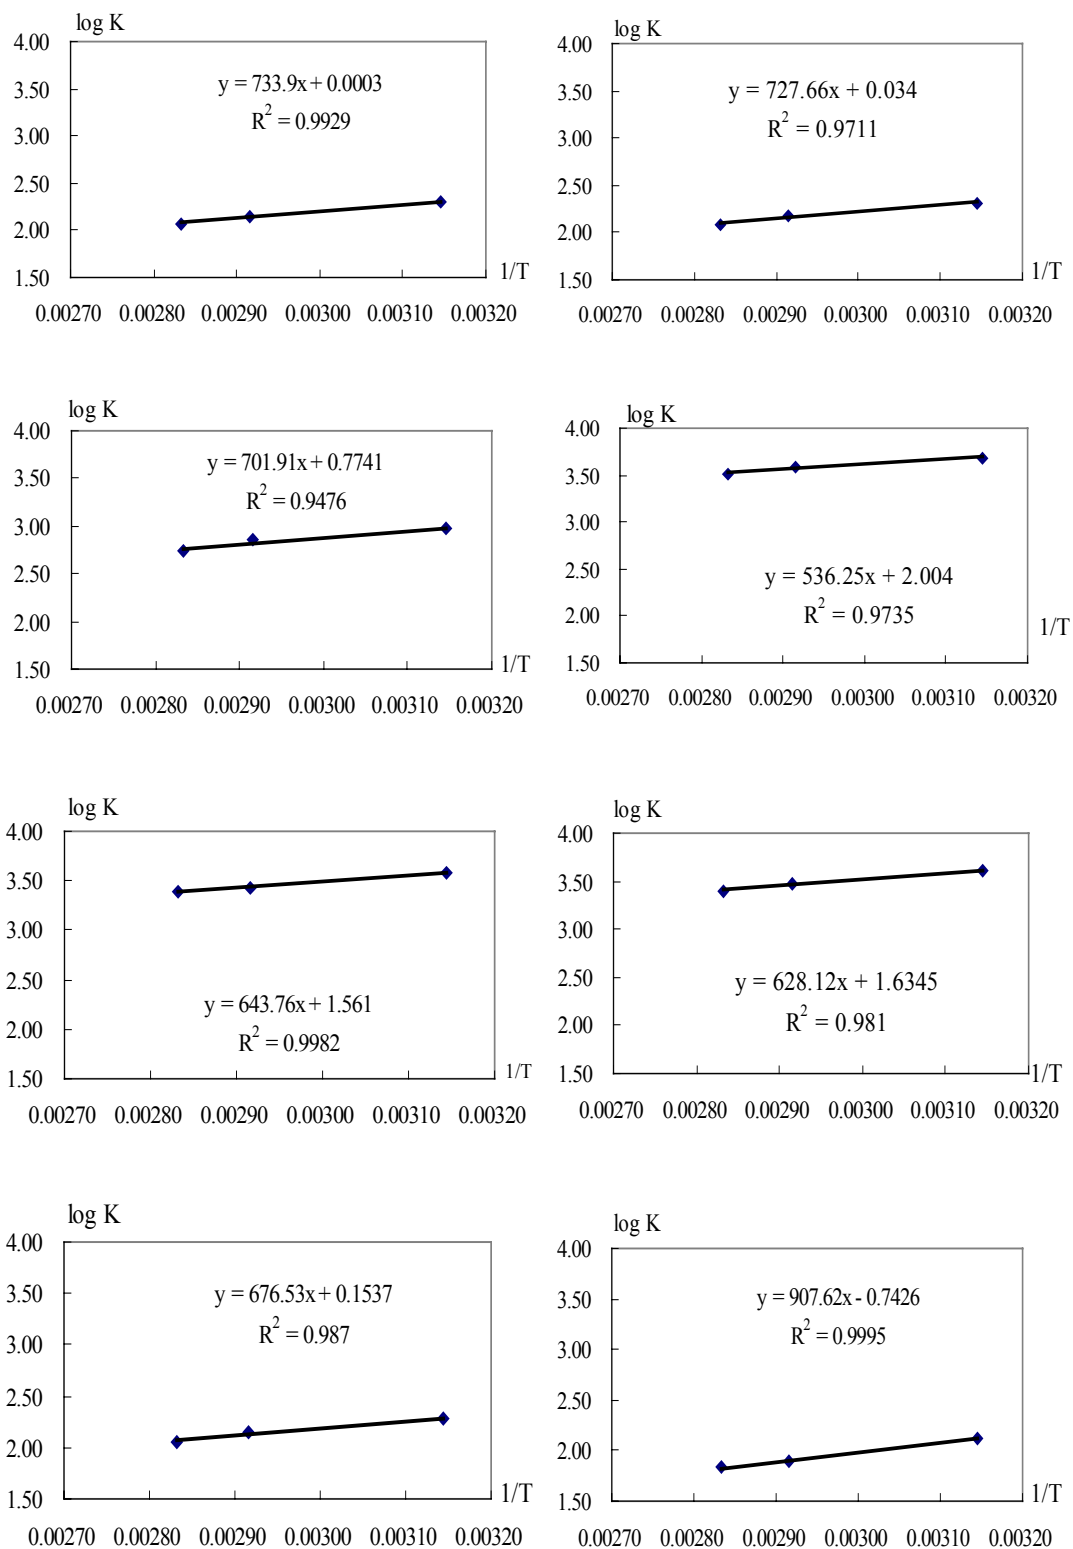 log K
4.00
3.50
3.00
2.50
2.00
1.50
y = 733.9x + 0.0003
R² = 0.9929
1/T
0.00270 0.00280 0.00290 0.00300 0.00310 0.00320
log K
4.00
3.50
3.00
2.50
2.00
1.50
y = 727.66x + 0.034
R² = 0.9711
1/T
0.00270 0.00280 0.00290 0.00300 0.00310 0.00320
log K
4.00
3.50
3.00
2.50
2.00
1.50
y = 701.91x + 0.7741
R² = 0.9476
1/T
0.00270 0.00280 0.00290 0.00300 0.00310 0.00320
log K
4.00
3.50
3.00
2.50
2.00
1.50
y = 536.25x + 2.004
R² = 0.9735
1/T
0.00270 0.00280 0.00290 0.00300 0.00310 0.00320
log K
4.00
3.50
3.00
2.50
2.00
1.50
y = 643.76x + 1.561
R² = 0.9982
1/T
0.00270 0.00280 0.00290 0.00300 0.00310 0.00320
log K
4.00
3.50
3.00
2.50
2.00
1.50
y = 628.12x + 1.6345
R² = 0.981
1/T
0.00270 0.00280 0.00290 0.00300 0.00310 0.00320
log K
4.00
3.50
3.00
2.50
2.00
1.50
y = 676.53x + 0.1537
R² = 0.987
1/T
0.00270 0.00280 0.00290 0.00300 0.00310 0.00320
log K
4.00
3.50
3.00
2.50
2.00
1.50
y = 907.62x - 0.7426
R² = 0.9995
1/T
0.00270 0.00280 0.00290 0.00300 0.00310 0.00320